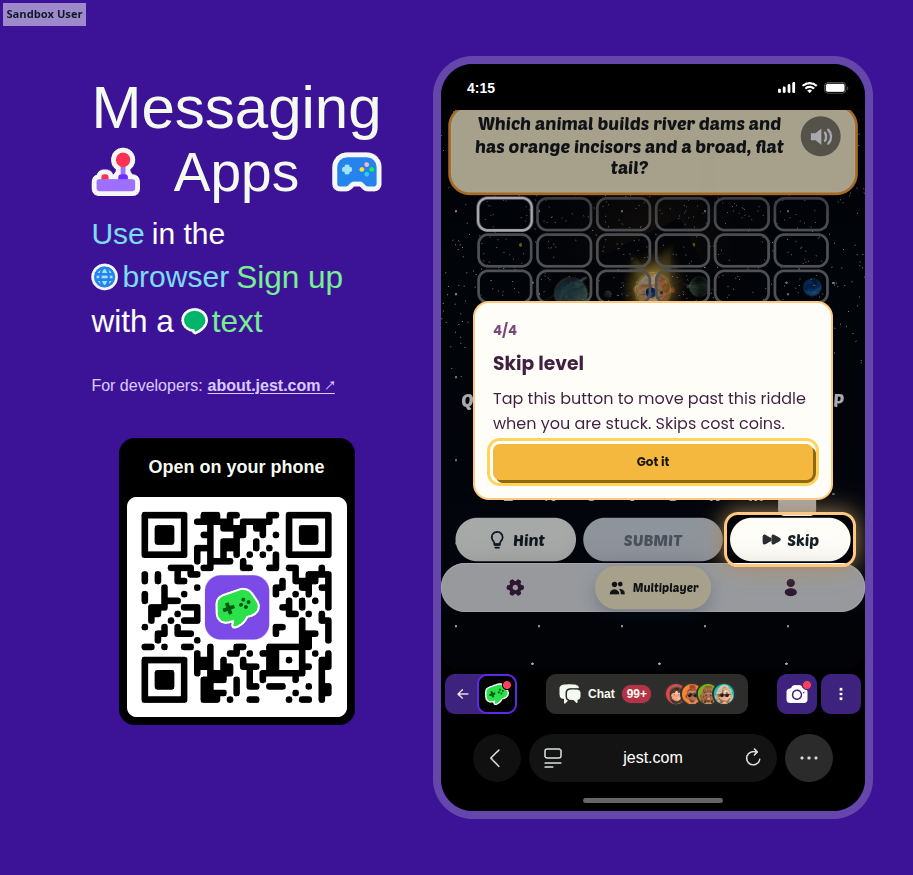 Sandbox User
Messaging
Apps
Use in the
browser Sign up
with a text
For developers: about.jest.com ↗
Open on your phone
4:15
Which animal builds river dams and
has orange incisors and a broad, flat
tail?
4/4
Skip level
Tap this button to move past this riddle
when you are stuck. Skips cost coins.
Got it
Q
P
Hint
SUBMIT
Skip
Multiplayer
Chat 99+
jest.com